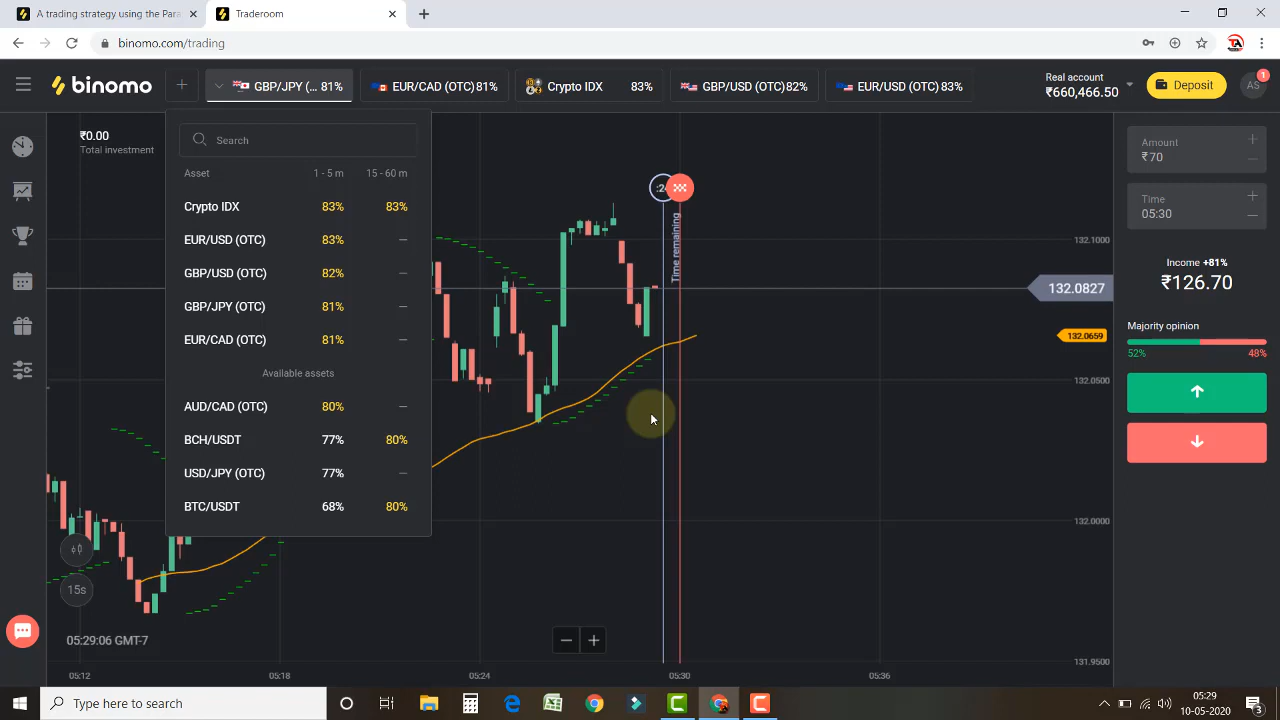 A trading strategy using the Para
Traderoom
binomo.com/trading
binomo
GBP/JPY (... 81%
EUR/CAD (OTC) 81%
Crypto IDX 83%
GBP/USD (OTC) 82%
EUR/USD (OTC) 83%
Real account
₹660,466.50
Deposit
AS
1
₹0.00
Total investment
Search
Asset 1 - 5 m 15 - 60 m
Crypto IDX 83% 83%
EUR/USD (OTC) 83% —
GBP/USD (OTC) 82% —
GBP/JPY (OTC) 81% —
EUR/CAD (OTC) 81% —
Available assets
AUD/CAD (OTC) 80% —
BCH/USDT 77% 80%
USD/JPY (OTC) 77% —
BTC/USDT 68% 80%
Time remaining
132.1000
132.0827
132.0659
132.0500
132.0000
131.9500
Amount
₹70
Time
05:30
Income +81%
₹126.70
Majority opinion
52% 48%
15s
05:29:06 GMT-7
05:12 05:18 05:24 05:30 05:36
Type here to search
05:29
10-05-2020
3